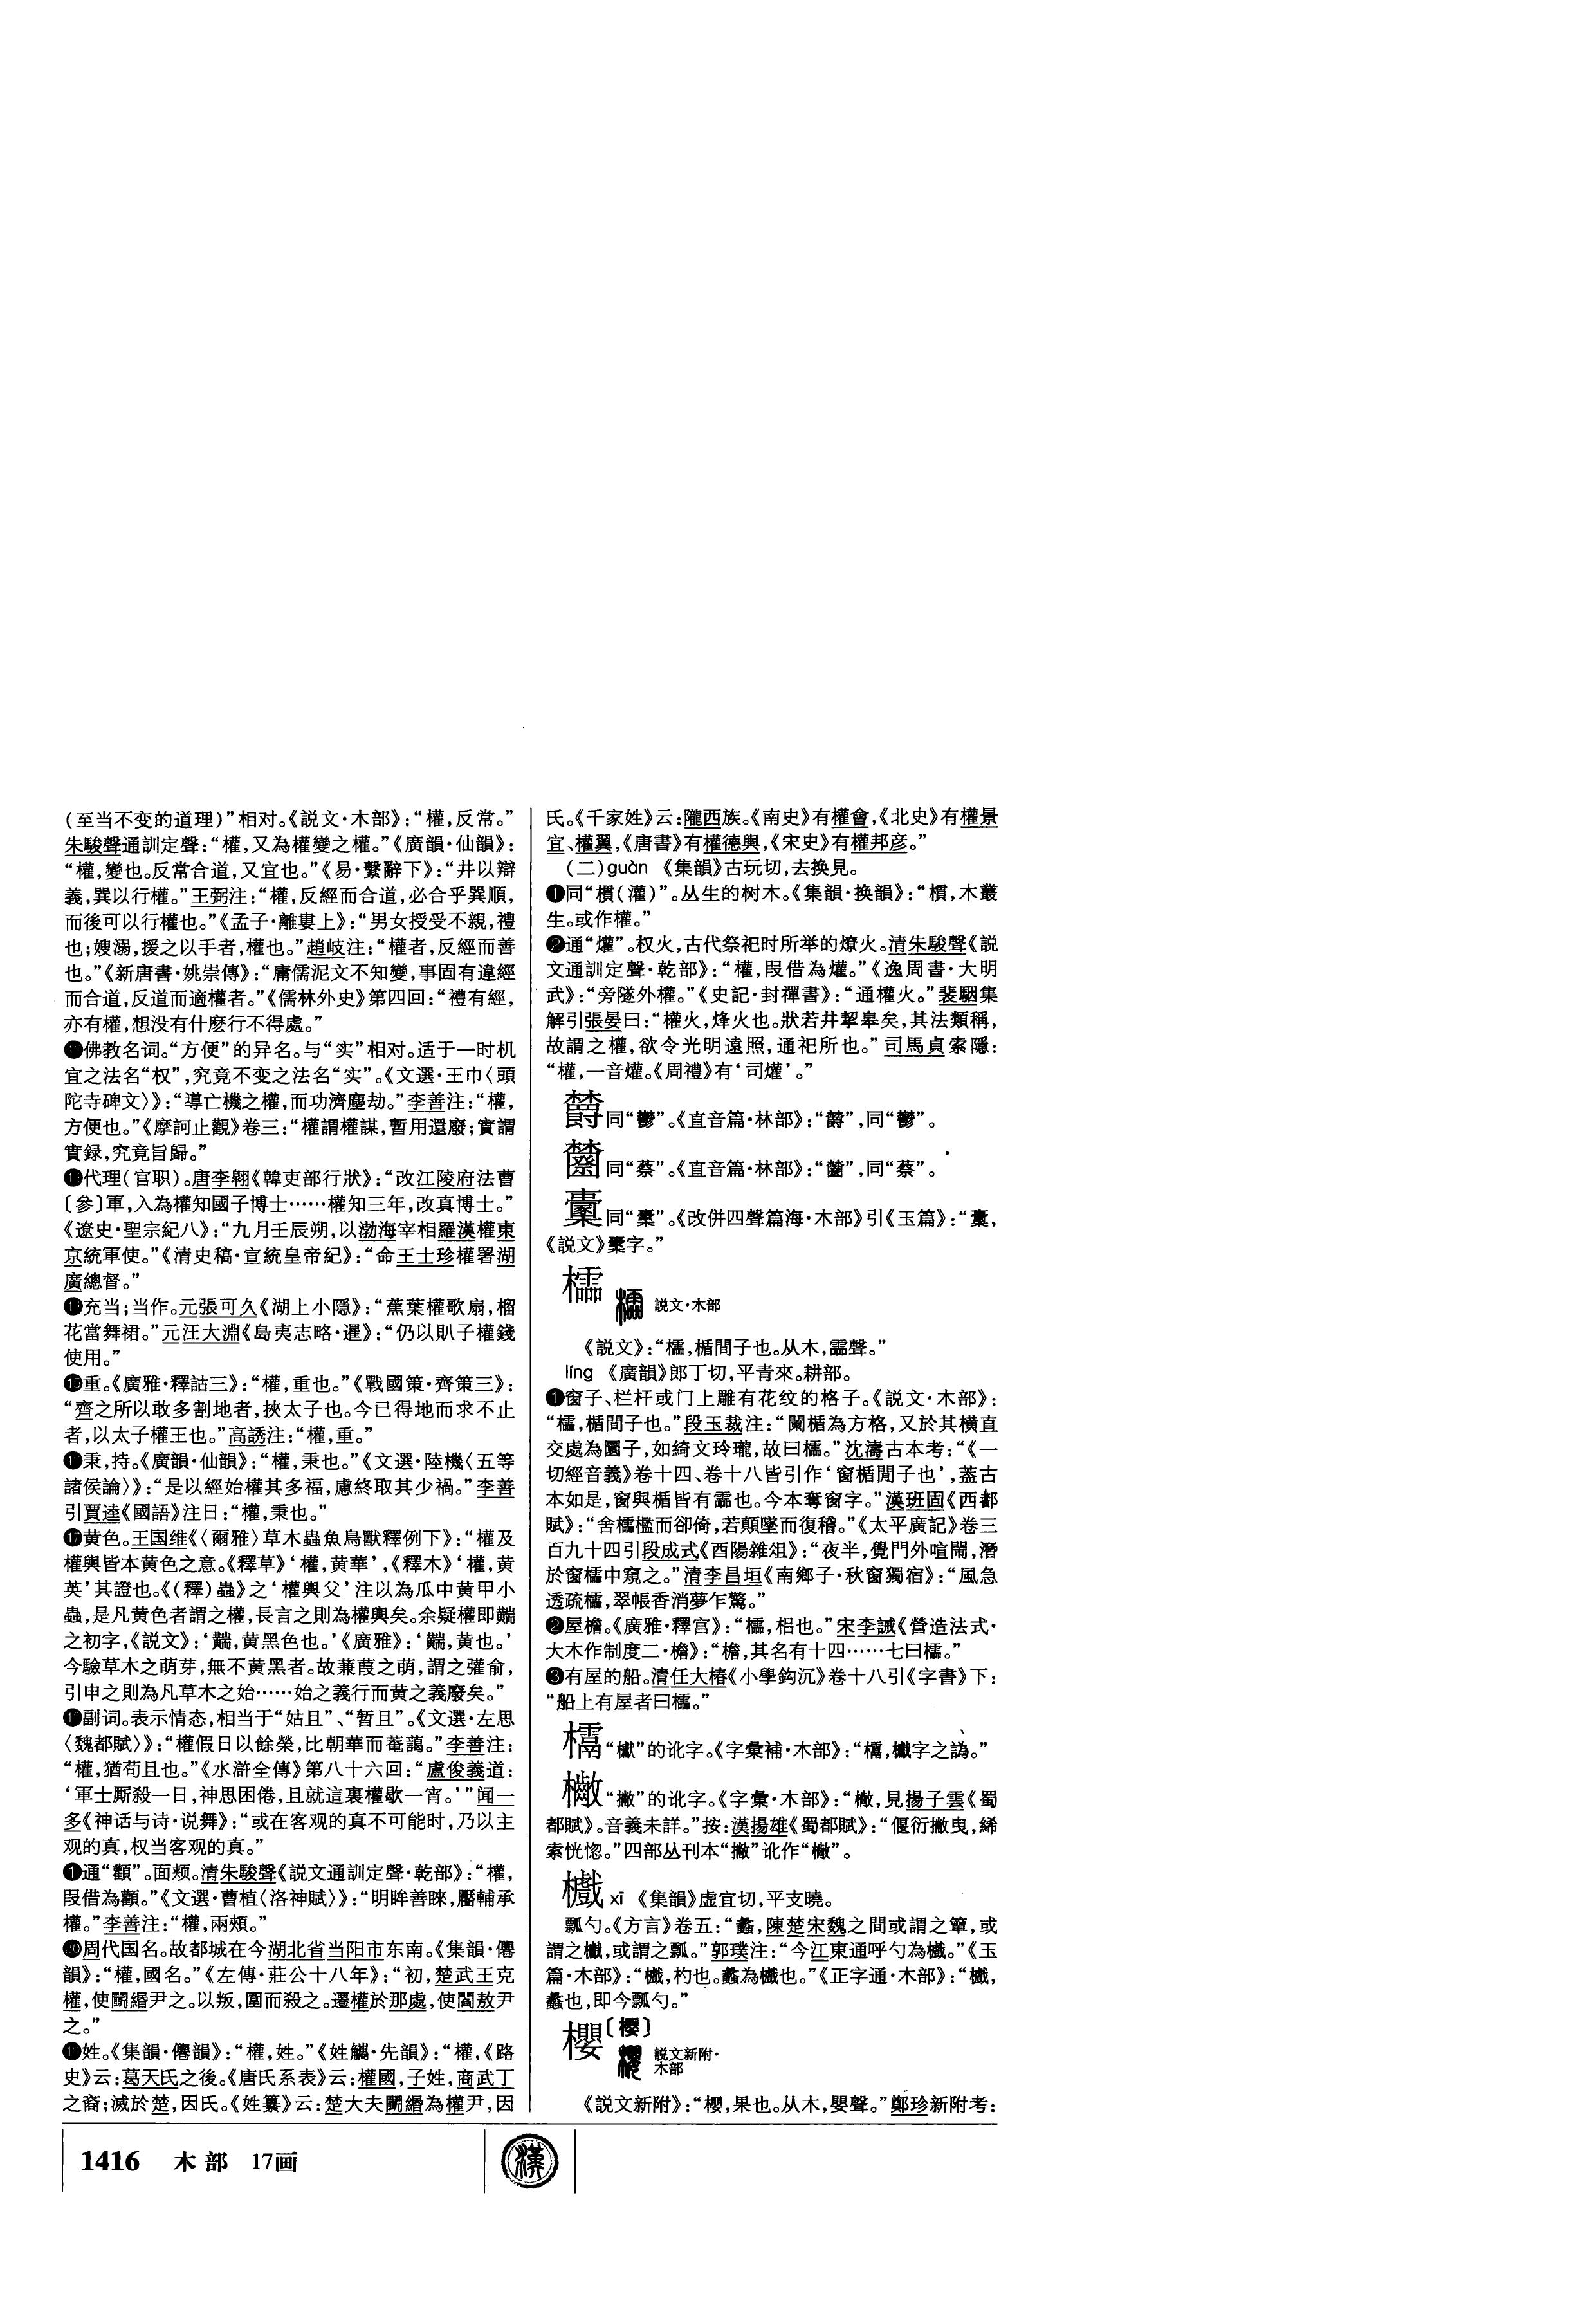 （至当不变的道理）”相对。《説文·木部》：“權，反常。”
朱駿聲通訓定聲：“權，又為權變之權。”《廣韻·仙韻》：
“權，變也。反常合道，又宜也。”《易·繫辭下》：“井以辯
義，巽以行權。”王弼注：“權，反經而合道，必合乎巽順，
而後可以行權也。”《孟子·離婁上》：“男女授受不親，禮
也；嫂溺，援之以手者，權也。”趙岐注：“權者，反經而善
也。”《新唐書·姚崇傳》：“庸儒泥文不知變，事固有違經
而合道，反道而適權者。”《儒林外史》第四回：“禮有經，
亦有權，想没有什麽行不得處。”
佛教名词。“方便”的异名。与“实”相对。适于一时机
宜之法名“权”，究竟不变之法名“实”。《文選·王巾〈頭
陀寺碑文〉》：“導亡機之權，而功濟塵劫。”李善注：“權，
方便也。”《摩訶止觀》卷三：“權謂權謀，暫用還廢；實謂
實録，究竟旨歸。”
代理（官职）。唐李翱《韓吏部行狀》：“改江陵府法曹
〔參〕軍，入為權知國子博士……權知三年，改真博士。”
《遼史·聖宗紀八》：“九月壬辰朔，以渤海宰相羅漢權東
京統軍使。”《清史稿·宣統皇帝紀》：“命王士珍權署湖
廣總督。”
充当；当作。元張可久《湖上小隱》：“蕉葉權歌扇，榴
花當舞裙。”元汪大淵《島夷志略·暹》：“仍以𧴩子權錢
使用。”
⓯重。《廣雅·釋詁三》：“權，重也。”《戰國策·齊策三》：
“齊之所以敢多割地者，挾太子也。今已得地而求不止
者，以太子權王也。”高誘注：“權，重。”
秉，持。《廣韻·仙韻》：“權，秉也。”《文選·陸機〈五等
諸侯論〉》：“是以經始權其多福，慮終取其少禍。”李善
引賈逵《國語》注曰：“權，秉也。”
⓱黄色。王国维《〈爾雅〉草木蟲魚鳥獸釋例下》：“權及
權輿皆本黄色之意。《釋草》‘權，黄華’，《釋木》‘權，黄
英’其證也。《（釋）蟲》之‘權輿父’注以為瓜中黄甲小
蟲，是凡黄色者謂之權，長言之則為權輿矣。余疑權即䵎
之初字，《説文》：‘䵎，黄黑色也。’《廣雅》：‘䵎，黄也。’
今驗草木之萌芽，無不黄黑者。故蒹葭之萌，謂之虇蕍，
引申之則為凡草木之始……始之義行而黄之義廢矣。”
副词。表示情态，相当于“姑且”、“暂且”。《文選·左思
〈魏都賦〉》：“權假日以餘榮，比朝華而菴藹。”李善注：
“權，猶苟且也。”《水滸全傳》第八十六回：“盧俊義道：
‘軍士厮殺一日，神思困倦，且就這裏權歇一宵。’”闻一
多《神话与诗·说舞》：“或在客观的真不可能时，乃以主
观的真，权当客观的真。”
通“顴”。面颊。清朱駿聲《説文通訓定聲·乾部》：“權，
叚借為顴。”《文選·曹植〈洛神賦〉》：“明眸善睞，靨輔承
權。”李善注：“權，兩頰。”
⓴周代国名。故都城在今湖北省当阳市东南。《集韻·僊
韻》：“權，國名。”《左傳·莊公十八年》：“初，楚武王克
權，使鬭緡尹之。以叛，圍而殺之。遷權於那處，使閻敖尹
之。”
姓。《集韻·僊韻》：“權，姓。”《姓觿·先韻》：“權，《路
史》云：葛天氏之後。《唐氏系表》云：權國，子姓，商武丁
之裔；滅於楚，因氏。《姓纂》云：楚大夫鬭緡為權尹，因
氏。《千家姓》云：隴西族。《南史》有權會，《北史》有權景
宜、權翼，《唐書》有權德輿，《宋史》有權邦彦。”
（二）guàn　《集韻》古玩切，去换見。
❶同“樌（灌）”。丛生的树木。《集韻·换韻》：“樌，木叢
生。或作權。”
❷通“爟”。权火，古代祭祀时所举的燎火。清朱駿聲《説
文通訓定聲·乾部》：“權，叚借為爟。”《逸周書·大明
武》：“旁隧外權。”《史記·封禪書》：“通權火。”裴駰集
解引張晏曰：“權火，烽火也。狀若井挈皋矣，其法類稱，
故謂之權，欲令光明遠照，通祀所也。”司馬貞索隱：
“權，一音爟。《周禮》有‘司爟’。”
同“鬱”。《直音篇·林部》：“，同“鬱”。
同“蔡”。《直音篇·林部》：“，同“蔡”。
同“橐”。《改併四聲篇海·木部》引《玉篇》：“，
《説文》橐字。”
櫺 説文·木部
《説文》：“櫺，楯間子也。从木，霝聲。”
líng　《廣韻》郎丁切，平青來。耕部。
❶窗子、栏杆或门上雕有花纹的格子。《説文·木部》：
“櫺，楯間子也。”段玉裁注：“闌楯為方格，又於其横直
交處為圜子，如綺文玲瓏，故曰櫺。”沈濤古本考：“《一
切經音義》卷十四、卷十八皆引作‘窗楯間子也’，蓋古
本如是，窗與楯皆有霝也。今本奪窗字。”漢班固《西都
賦》：“舍櫺檻而卻倚，若顛墜而復稽。”《太平廣記》卷三
百九十四引段成式《酉陽雜俎》：“夜半，覺門外喧鬧，潛
於窗櫺中窺之。”清李昌垣《南鄉子·秋窗獨宿》：“風急
透疏櫺，翠帳香消夢乍驚。”
❷屋檐。《廣雅·釋宫》：“櫺，梠也。”宋李誡《營造法式·
大木作制度二·檐》：“檐，其名有十四……七曰櫺。”
❸有屋的船。清任大椿《小學鈎沉》卷十八引《字書》下：
“船上有屋者曰櫺。”
的讹字。《字彙補·木部》：“字之譌。”
的讹字。《字彙·木部》：“，見揚子雲《蜀
都賦》。音義未詳。”按：漢揚雄《蜀都賦》：“偃衍撇曳，絺
索恍惚。”四部丛刊本“撇”讹作
㰕 xī　《集韻》虚宜切，平支曉。
瓢勺。《方言》卷五：“蠡，陳楚宋魏之間或謂之簞，或
謂之㰕，或謂之瓢。”郭璞注：“今江東通呼勺為㰕。”《玉
篇·木部》：“㰕，杓也。蠡為㰕也。”《正字通·木部》：“㰕，
蠡也，即今瓢勺。”
櫻〔樱〕 説文新附·
木部
《説文新附》：“櫻，果也。从木，嬰聲。”鄭珍新附考：
1416　木部　17画
漢